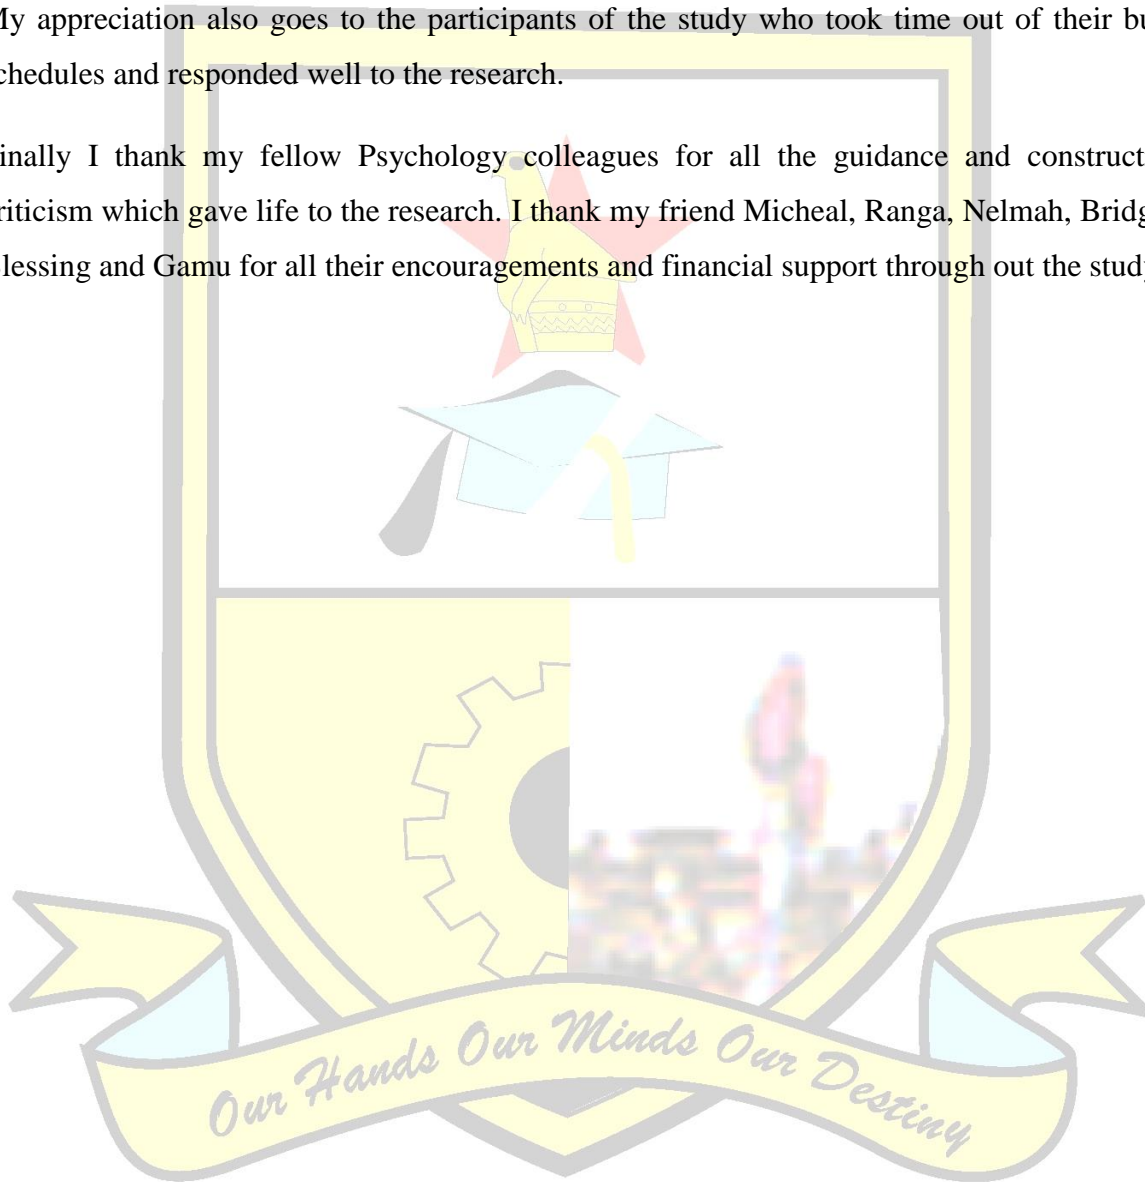 My appreciation also goes to the participants of the study who took time out of their bu
chedules and responded well to the research.
inally I thank my fellow Psychology colleagues for all the guidance and construct
riticism which gave life to the research. I thank my friend Micheal, Ranga, Nelmah, Bridg
lessing and Gamu for all their encouragements and financial support through out the study
Our Hands Our Minds Our Destiny